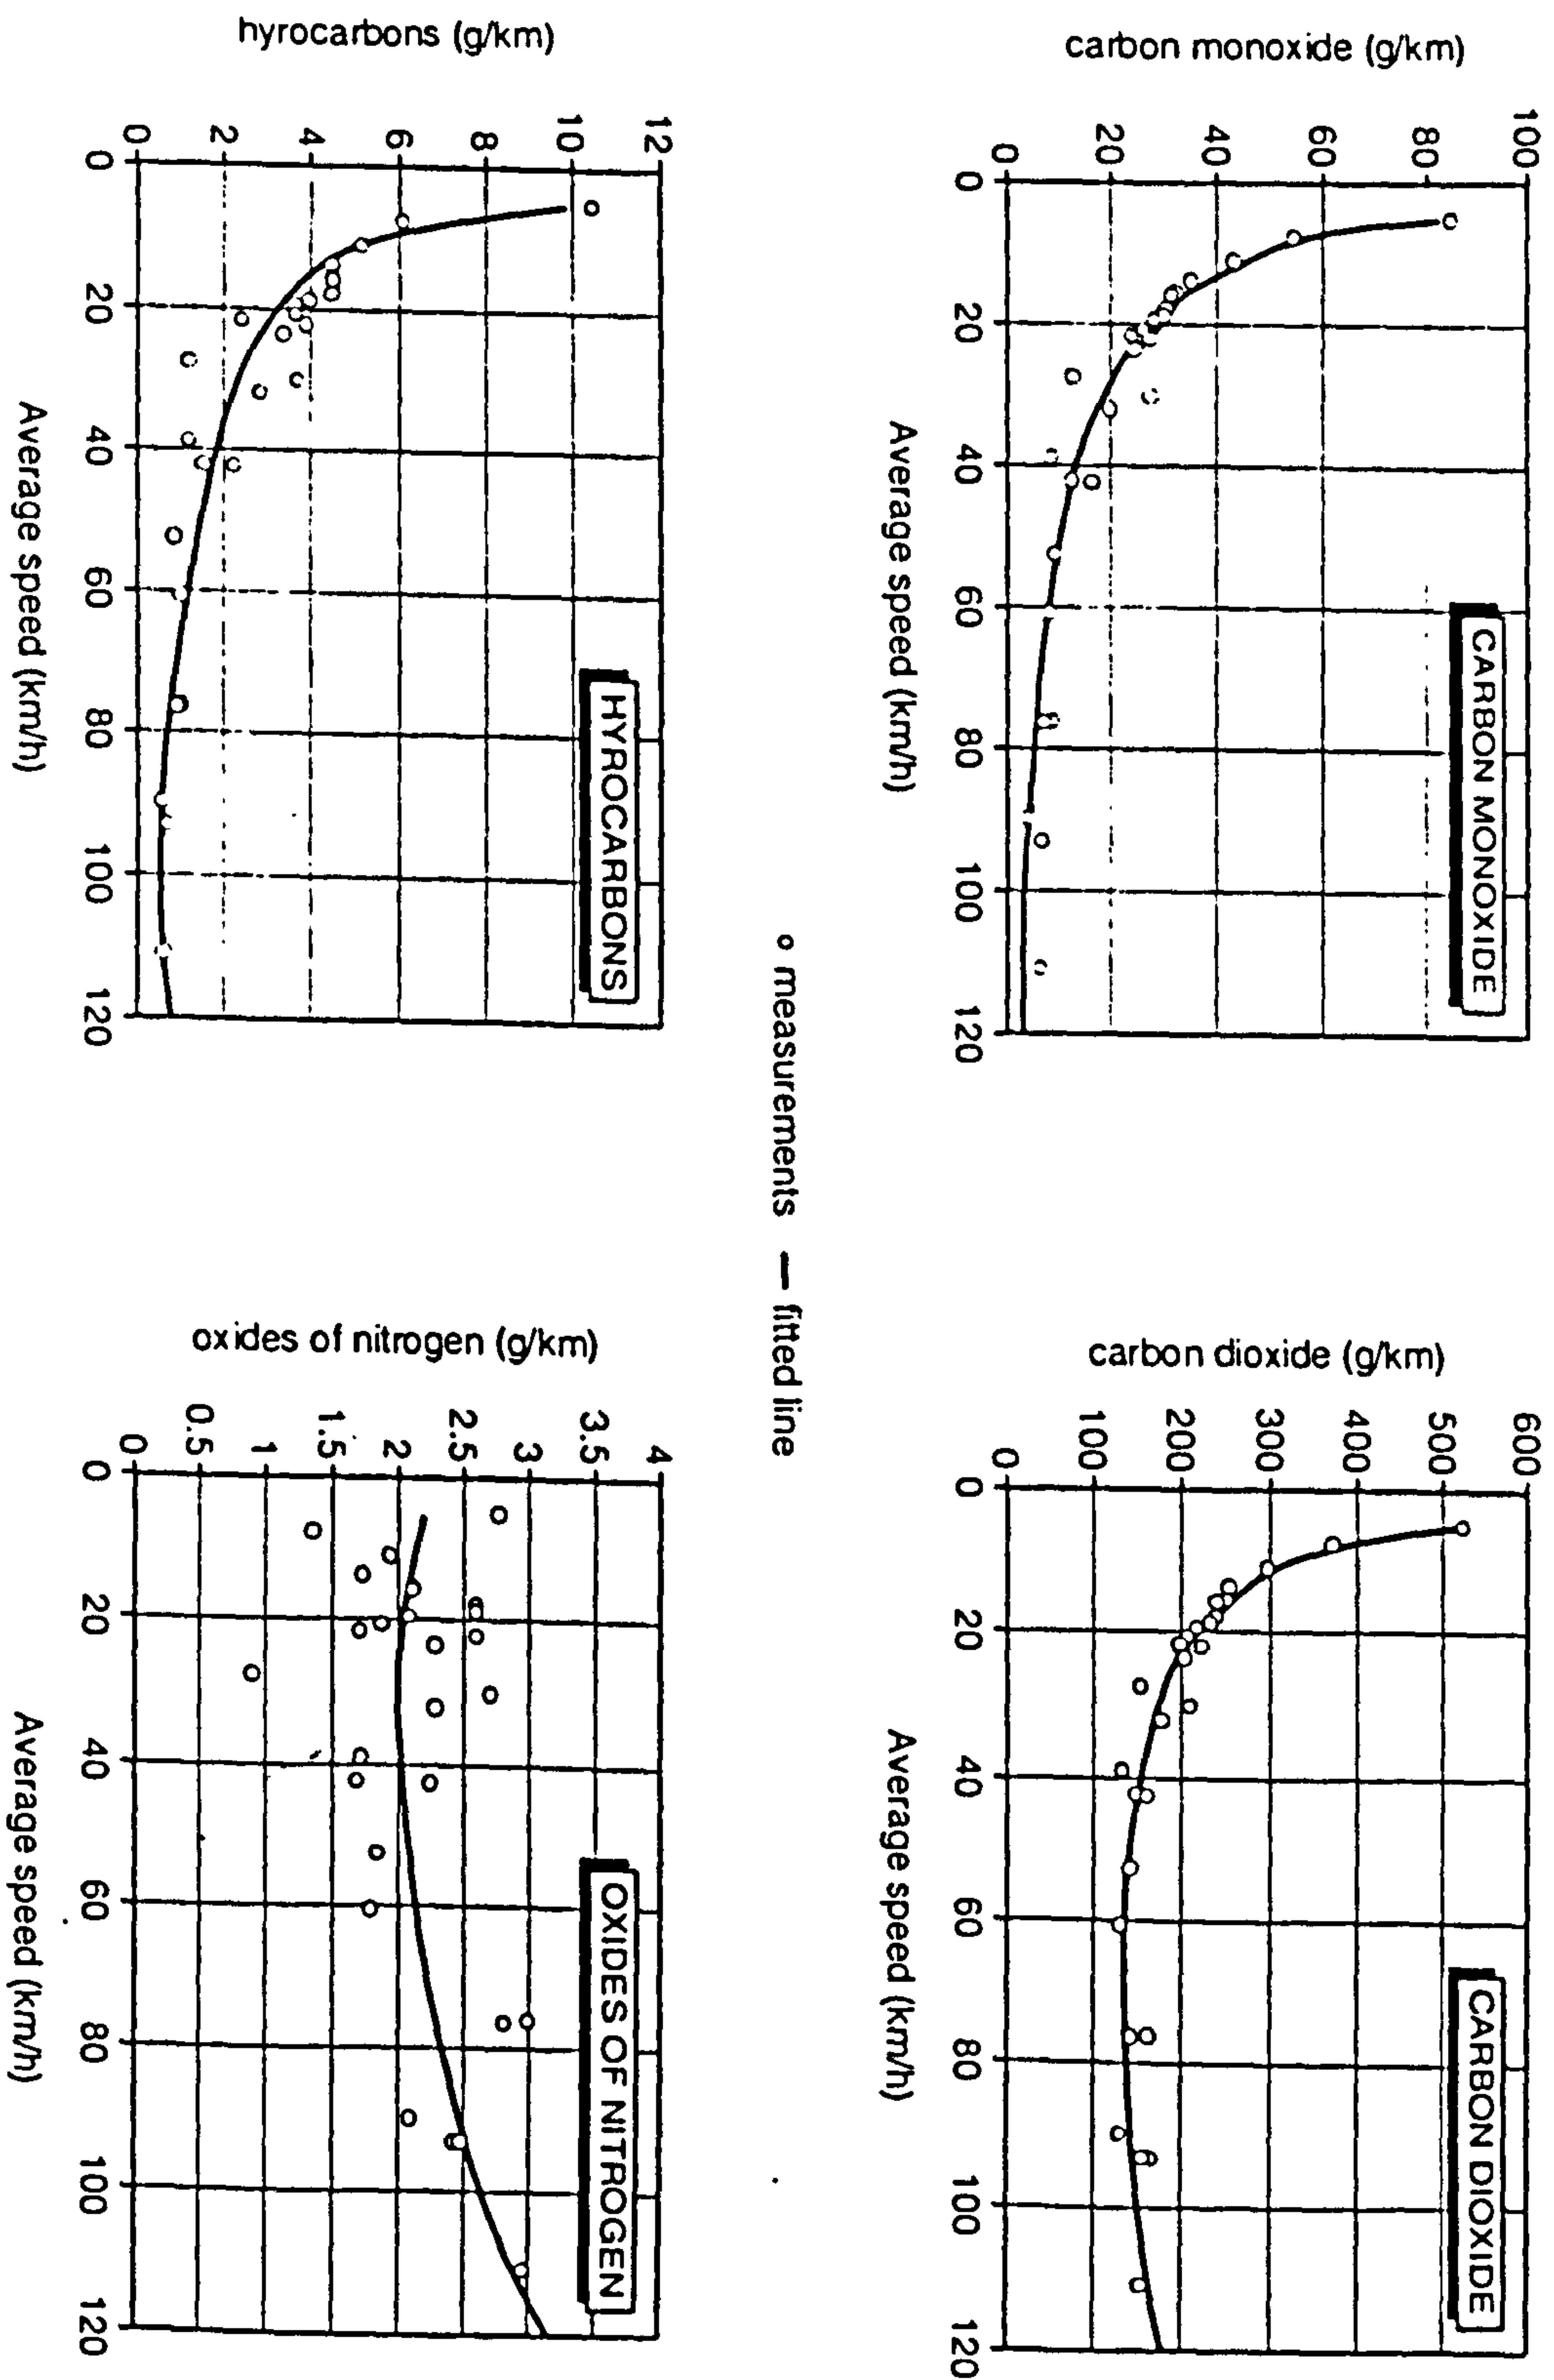 CARBON MONOXIDE
carbon monoxide (g/km)
100
80
60
40
20
0
0 20 40 60 80 100 120
Average speed (km/h)
CARBON DIOXIDE
carbon dioxide (g/km)
600
500
400
300
200
100
0
0 20 40 60 80 100 120
Average speed (km/h)
o measurements — fitted line
HYROCARBONS
hyrocarbons (g/km)
12
10
8
6
4
2
0
0 20 40 60 80 100 120
Average speed (km/h)
OXIDES OF NITROGEN
oxides of nitrogen (g/km)
4
3.5
3
2.5
2
1.5
1
0.5
0
0 20 40 60 80 100 120
Average speed (km/h)